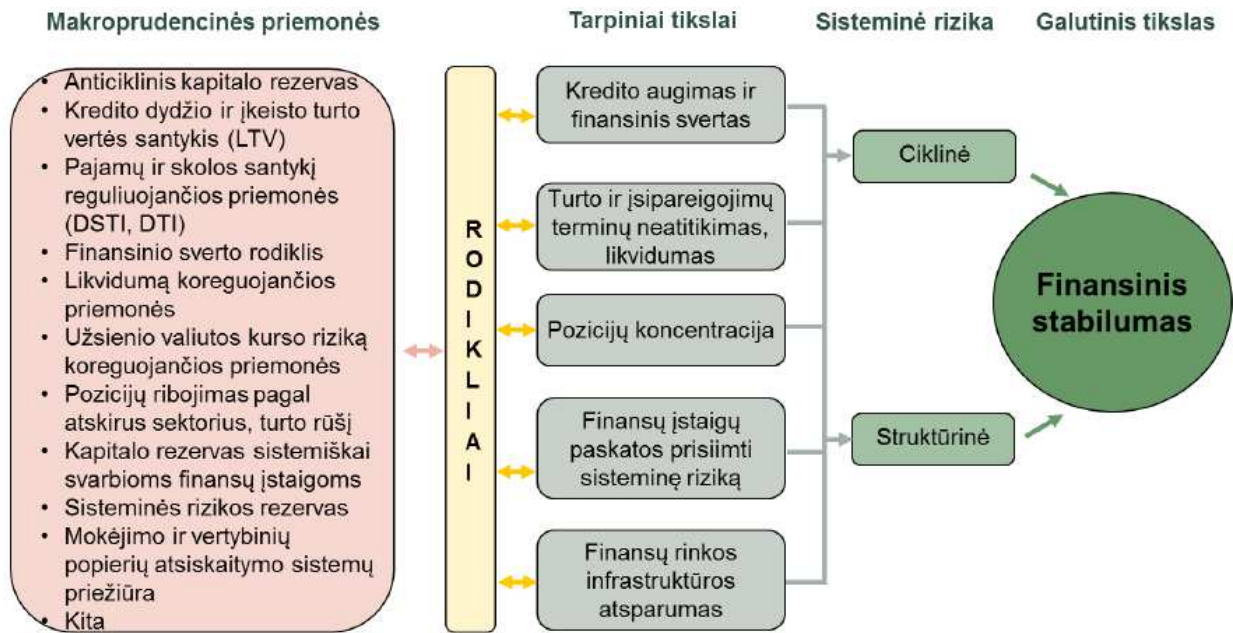 Makroprudencinės priemonės
Tarpiniai tikslai
Sisteminė rizika
Galutinis tikslas
• Anticiklinis kapitalo rezervas
• Kredito dydžio ir įkeisto turto
vertės santykis (LTV)
• Pajamų ir skolos santykį
reguliuojančios priemonės
(DSTI, DTI)
• Finansinio sverto rodiklis
• Likvidumą koreguojančios
priemonės
• Užsienio valiutos kurso riziką
koreguojančios priemonės
• Pozicijų ribojimas pagal
atskirus sektorius, turto rūšį
• Kapitalo rezervas sistemiškai
svarbioms finansų įstaigoms
• Sisteminės rizikos rezervas
• Mokėjimo ir vertybinių
popierių atsiskaitymo sistemų
priežiūra
• Kita
RODIKLIAI
Kredito augimas ir
finansinis svertas
Turto ir įsipareigojimų
terminų neatitikimas,
likvidumas
Pozicijų koncentracija
Finansų įstaigų
paskatos prisiimti
sisteminę riziką
Finansų rinkos
infrastruktūros
atsparumas
Ciklinė
Struktūrinė
Finansinis
stabilumas